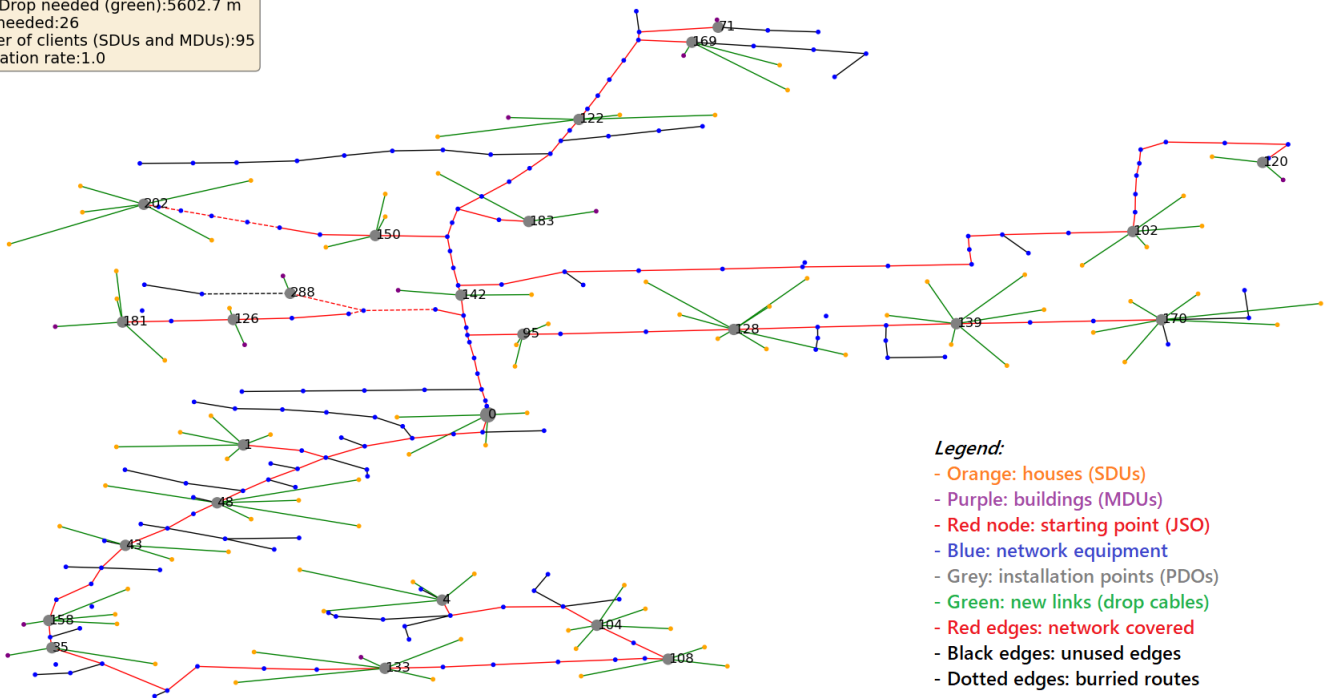 Drop needed (green):5602.7 m
needed:26
er of clients (SDUs and MDUs):95
ation rate:1.0
71
169
122
120
202
183
150
102
288
142
181
126
95
128
139
170
0
1
48
43
4
158
104
35
108
133
Legend:
- Orange: houses (SDUs)
- Purple: buildings (MDUs)
- Red node: starting point (JSO)
- Blue: network equipment
- Grey: installation points (PDOs)
- Green: new links (drop cables)
- Red edges: network covered
- Black edges: unused edges
- Dotted edges: burried routes